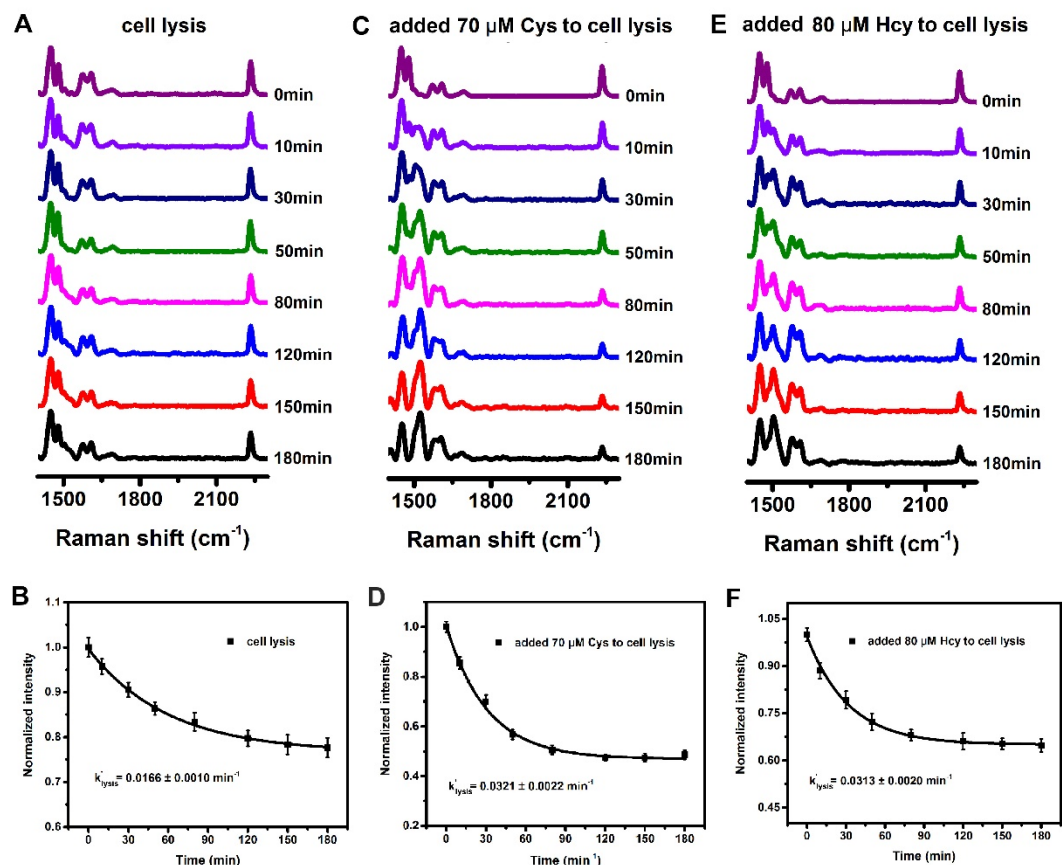 A
cell lysis
0min
10min
30min
50min
80min
120min
150min
180min
1500 1800 2100
Raman shift (cm⁻¹)
C
added 70 μM Cys to cell lysis
0min
10min
30min
50min
80min
120min
150min
180min
1500 1800 2100
Raman shift (cm⁻¹)
E
added 80 μM Hcy to cell lysis
0min
10min
30min
50min
80min
120min
150min
180min
1500 1800 2100
Raman shift (cm⁻¹)
B
1.1
1.0
0.9
0.8
0.7
0.6
Normalized intensity
cell lysis
k'lysis = 0.0166 ± 0.0010 min⁻¹
0 30 60 90 120 150 180
Time (min)
D
1.2
1.0
0.8
0.6
0.4
0.2
Normalized intensity
added 70 μM Cys to cell lysis
k'lysis = 0.0321 ± 0.0022 min⁻¹
0 30 60 90 120 150 180
Time (min⁻¹)
F
1.05
0.90
0.75
0.60
0.45
Normalized intensity
added 80 μM Hcy to cell lysis
k'lysis = 0.0313 ± 0.0020 min⁻¹
0 30 60 90 120 150 180
Time (min)